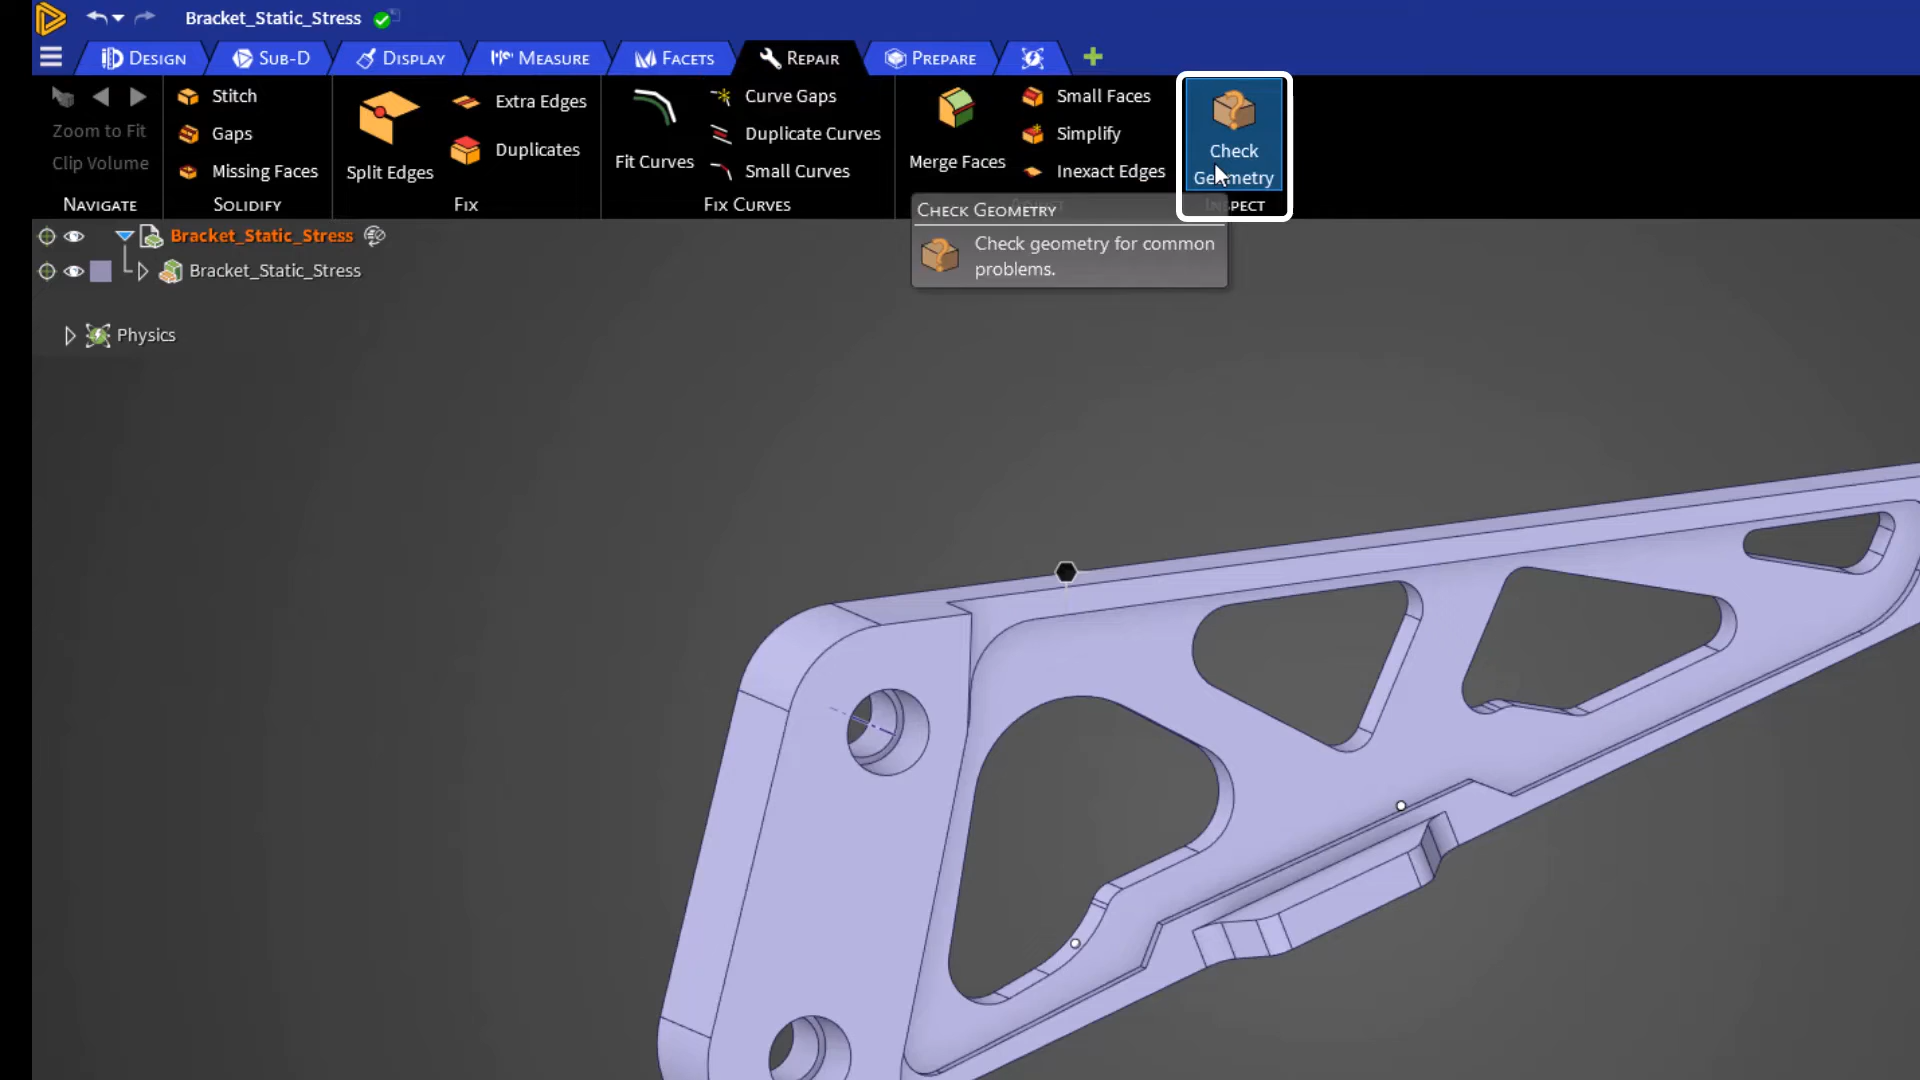 Bracket_Static_Stress
DESIGN
SUB-D
DISPLAY
MEASURE
FACETS
REPAIR
PREPARE
Zoom to Fit
Clip Volume
NAVIGATE
Stitch
Gaps
Missing Faces
SOLIDIFY
Split Edges
Extra Edges
Duplicates
FIX
Fit Curves
Curve Gaps
Duplicate Curves
Small Curves
FIX CURVES
Merge Faces
Small Faces
Simplify
Inexact Edges
Check
Geometry
CHECK GEOMETRY
Check geometry for common
problems.
Bracket_Static_Stress
Bracket_Static_Stress
Physics